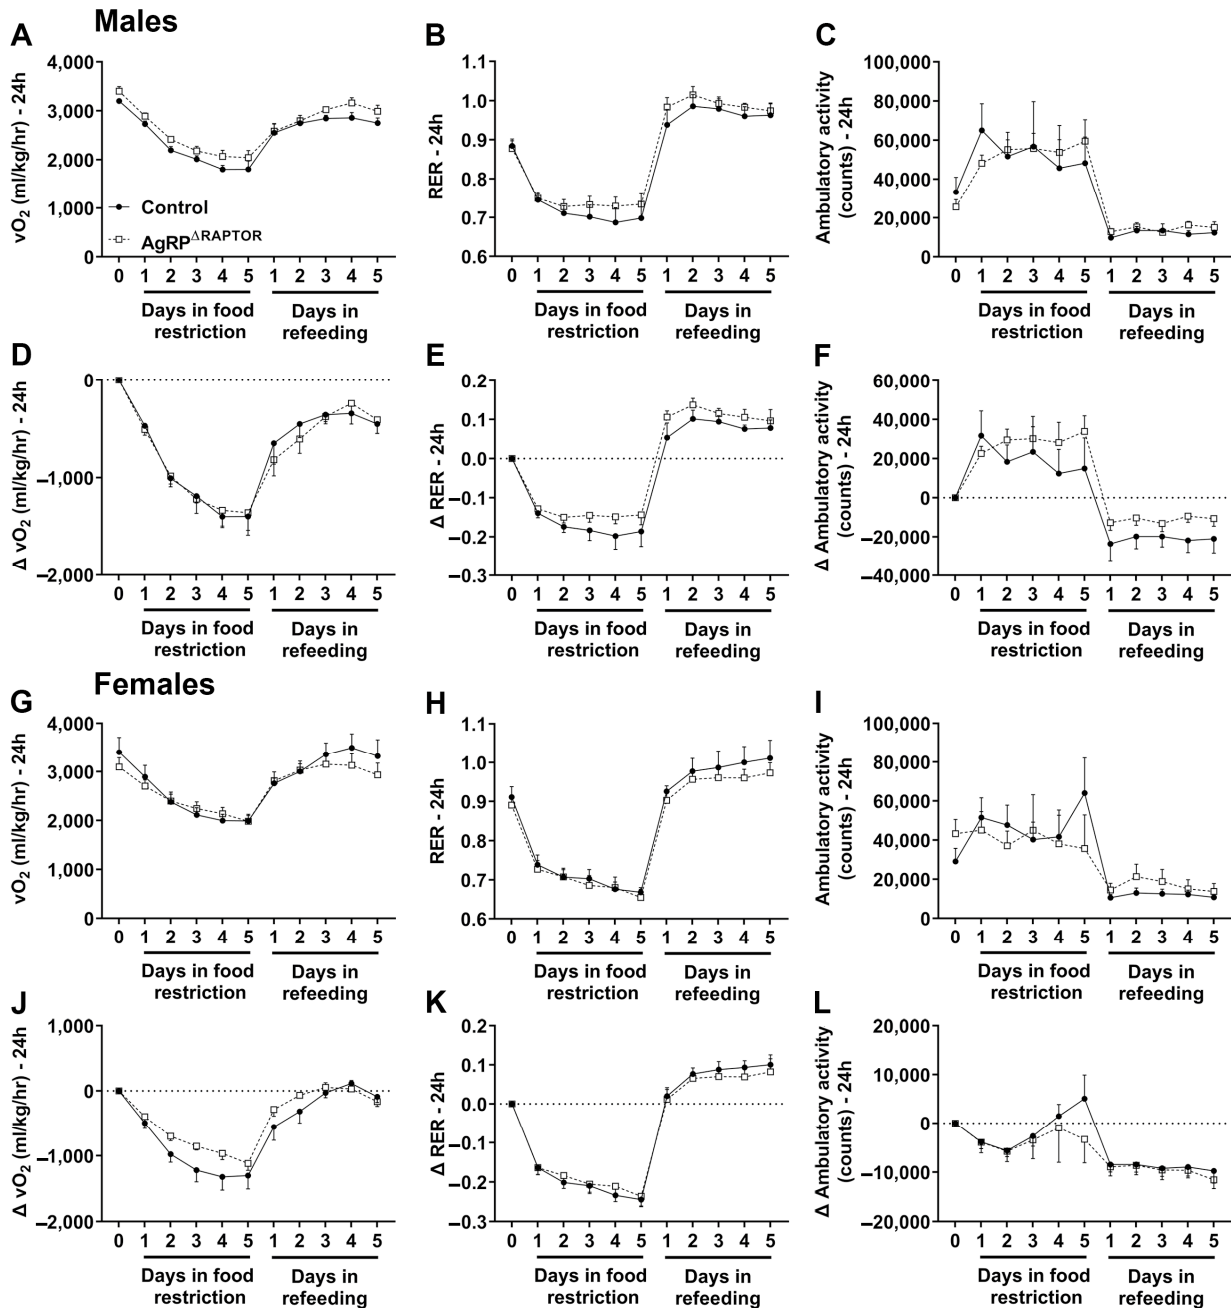 Males
A
vO2 (ml/kg/hr) - 24h
4,000
3,000
2,000
1,000
0
Control
AgRPΔRAPTOR
0 1 2 3 4 5 1 2 3 4 5
Days in food
restriction
Days in
refeeding
B
RER - 24h
1.1
1.0
0.9
0.8
0.7
0.6
0 1 2 3 4 5 1 2 3 4 5
Days in food
restriction
Days in
refeeding
C
Ambulatory activity
(counts) - 24h
100,000
80,000
60,000
40,000
20,000
0
0 1 2 3 4 5 1 2 3 4 5
Days in food
restriction
Days in
refeeding
D
Δ vO2 (ml/kg/hr) - 24h
0
–1,000
–2,000
0 1 2 3 4 5 1 2 3 4 5
Days in food
restriction
Days in
refeeding
E
Δ RER - 24h
0.2
0.1
0.0
–0.1
–0.2
–0.3
0 1 2 3 4 5 1 2 3 4 5
Days in food
restriction
Days in
refeeding
F
Δ Ambulatory activity
(counts) - 24h
60,000
40,000
20,000
0
–20,000
–40,000
0 1 2 3 4 5 1 2 3 4 5
Days in food
restriction
Days in
refeeding
Females
G
vO2 (ml/kg/hr) - 24h
4,000
3,000
2,000
1,000
0
0 1 2 3 4 5 1 2 3 4 5
Days in food
restriction
Days in
refeeding
H
RER - 24h
1.1
1.0
0.9
0.8
0.7
0.6
0 1 2 3 4 5 1 2 3 4 5
Days in food
restriction
Days in
refeeding
I
Ambulatory activity
(counts) - 24h
100,000
80,000
60,000
40,000
20,000
0
0 1 2 3 4 5 1 2 3 4 5
Days in food
restriction
Days in
refeeding
J
Δ vO2 (ml/kg/hr) - 24h
1,000
0
–1,000
–2,000
0 1 2 3 4 5 1 2 3 4 5
Days in food
restriction
Days in
refeeding
K
Δ RER - 24h
0.2
0.1
0.0
–0.1
–0.2
–0.3
0 1 2 3 4 5 1 2 3 4 5
Days in food
restriction
Days in
refeeding
L
Δ Ambulatory activity
(counts) - 24h
20,000
10,000
0
–10,000
–20,000
0 1 2 3 4 5 1 2 3 4 5
Days in food
restriction
Days in
refeeding